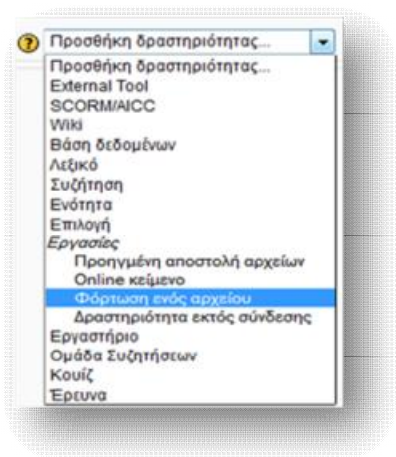 Προσθήκη δραστηριότητας...
Προσθήκη δραστηριότητας...
External Tool
SCORM/AICC
Wiki
Βάση δεδομένων
Λεξικό
Συζήτηση
Ενότητα
Επιλογή
Εργασίες
Προηγμένη αποστολή αρχείων
Online κείμενο
Φόρτωση ενός αρχείου
Δραστηριότητα εκτός σύνδεσης
Εργαστήριο
Ομάδα Συζητήσεων
Κουίζ
Έρευνα